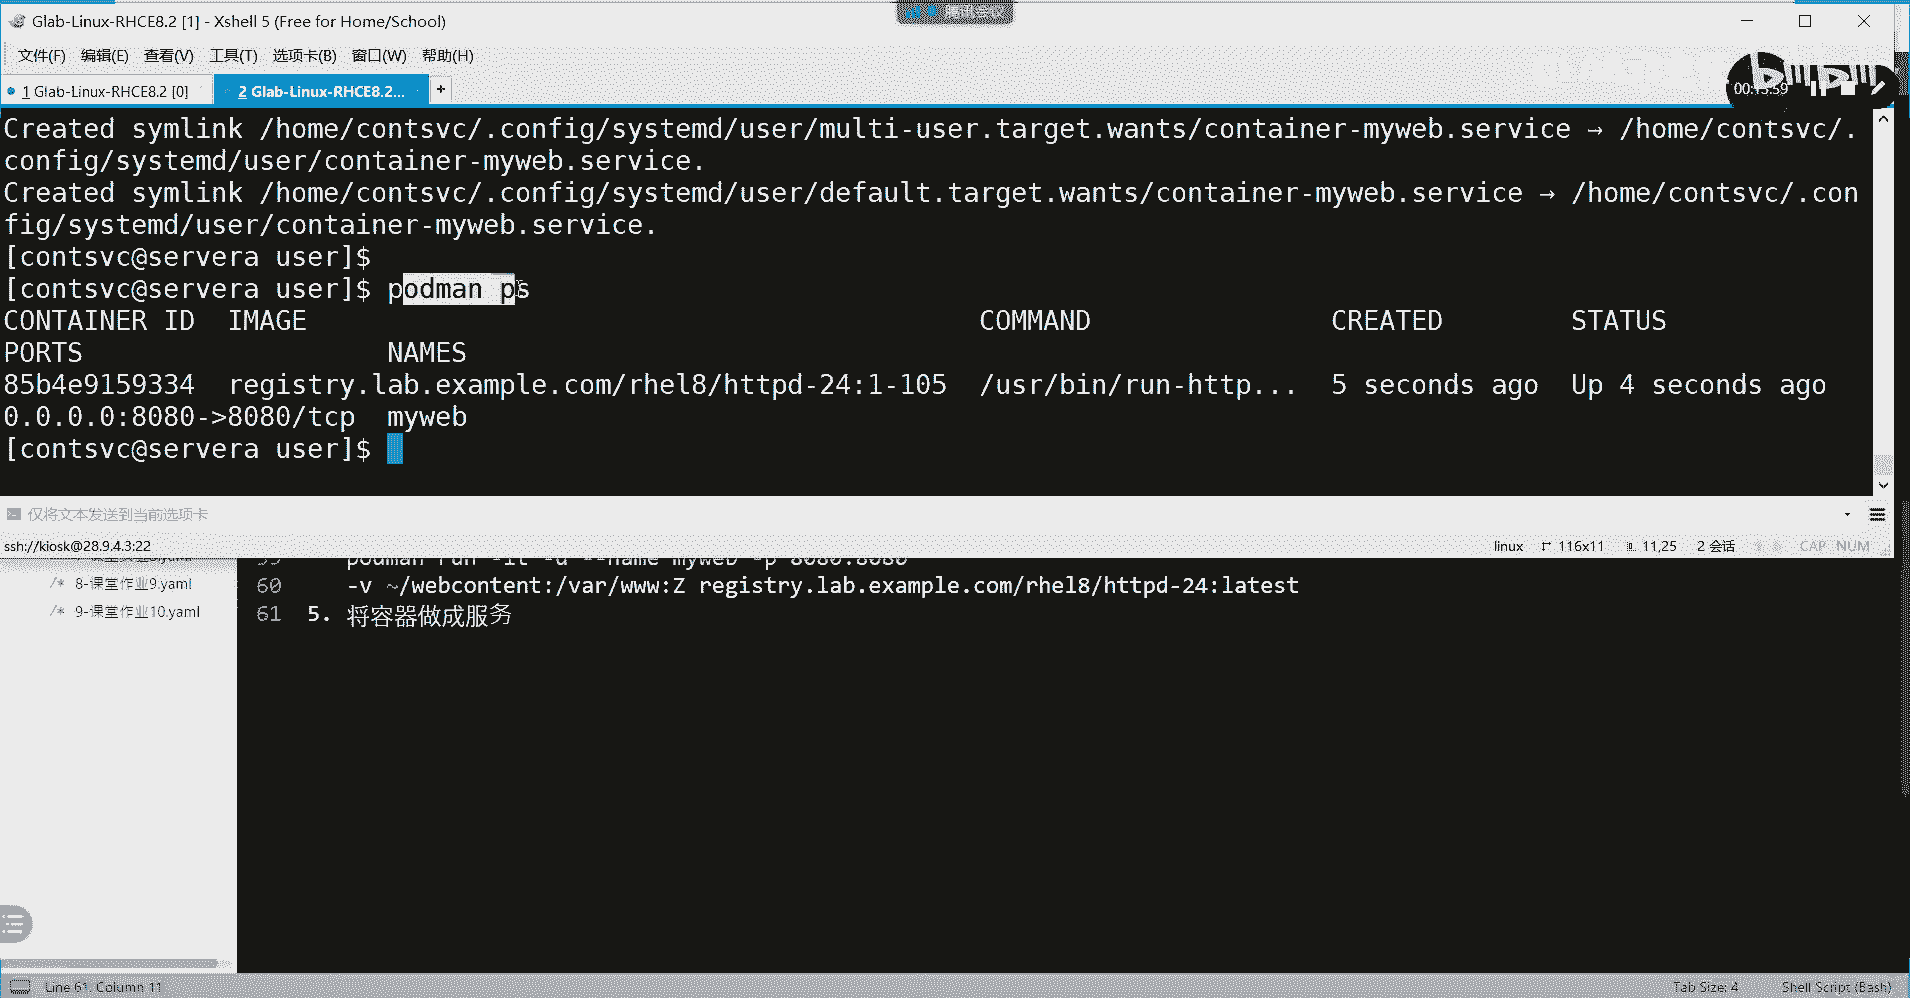 Glab-Linux-RHCE8.2 [1] - Xshell 5 (Free for Home/School)
腾讯会议
文件(F) 编辑(E) 查看(V) 工具(T) 选项卡(B) 窗口(W) 帮助(H)
1 Glab-Linux-RHCE8.2 [0]
2 Glab-Linux-RHCE8.2...
+
Created symlink /home/contsvc/.config/systemd/user/multi-user.target.wants/container-myweb.service → /home/contsvc/.
config/systemd/user/container-myweb.service.
Created symlink /home/contsvc/.config/systemd/user/default.target.wants/container-myweb.service → /home/contsvc/.con
fig/systemd/user/container-myweb.service.
[contsvc@servera user]$
[contsvc@servera user]$ podman ps
CONTAINER ID IMAGE COMMAND CREATED STATUS
PORTS NAMES
85b4e9159334 registry.lab.example.com/rhel8/httpd-24:1-105 /usr/bin/run-http... 5 seconds ago Up 4 seconds ago
0.0.0.0:8080->8080/tcp myweb
[contsvc@servera user]$
仅将文本发送到当前选项卡
ssh://kiosk@28.9.4.3:22 linux 116x11 11,25 2 会话 CAP NUM
podman run -it -d --name myweb -p 8080:8080
8-课堂作业9.yaml
60 -v ~/webcontent:/var/www:Z registry.lab.example.com/rhel8/httpd-24:latest
9-课堂作业10.yaml
61 5. 将容器做成服务
Line 61, Column 11 Tab Size: 4 Shell Script (Bash)